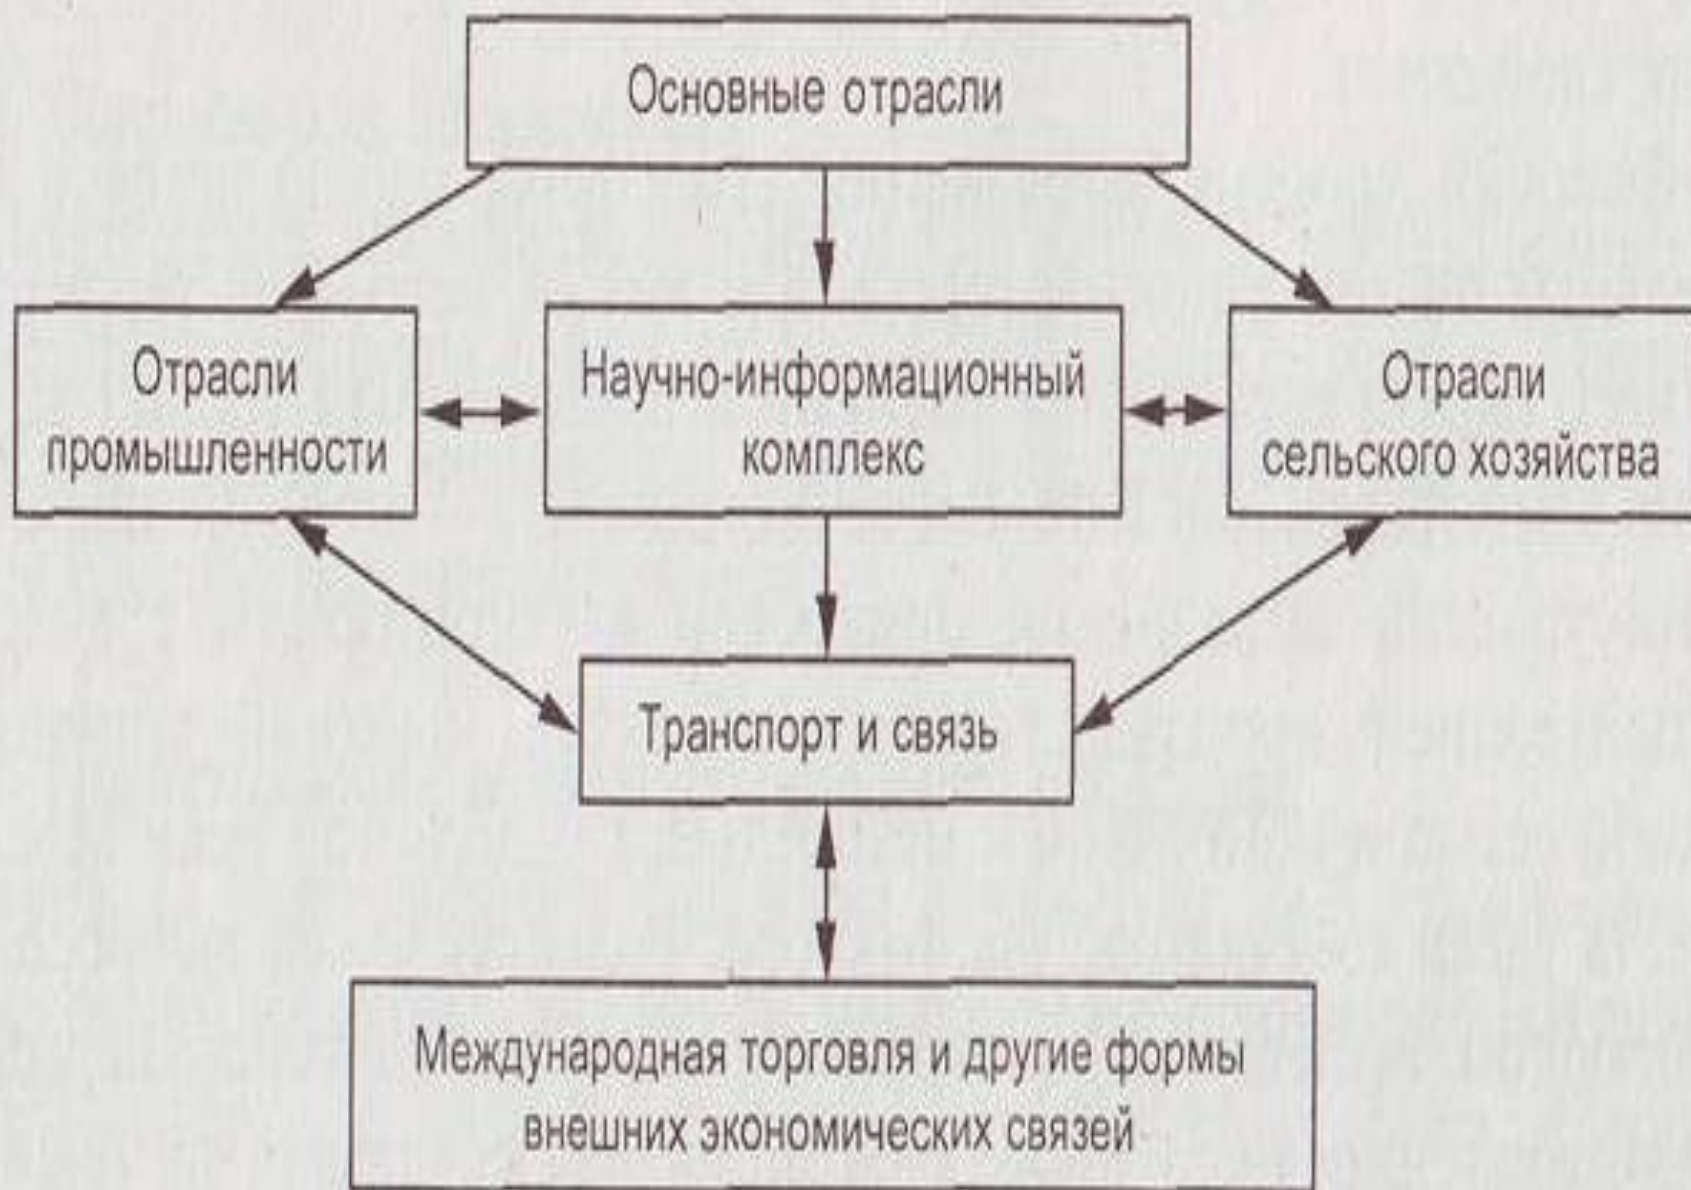 Основные отрасли
Отрасли
промышленности
Научно-информационный
комплекс
Отрасли
сельского хозяйства
Транспорт и связь
Международная торговля и другие формы
внешних экономических связей